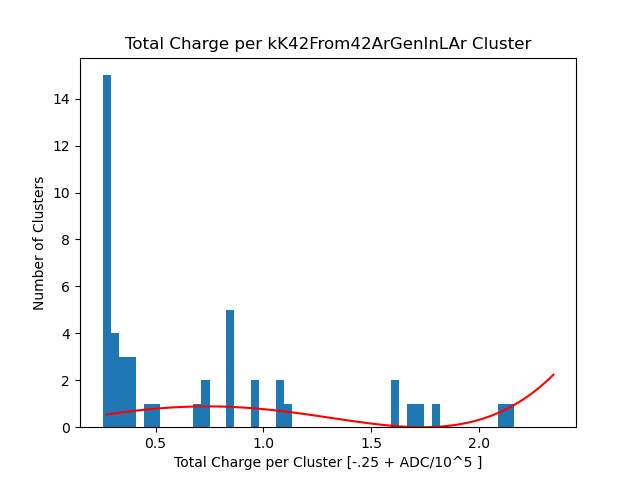 Total Charge per kK42From42ArGenInLAr Cluster
Number of Clusters
14
12
10
8
6
4
2
0
0.5 1.0 1.5 2.0
Total Charge per Cluster [-.25 + ADC/10^5 ]